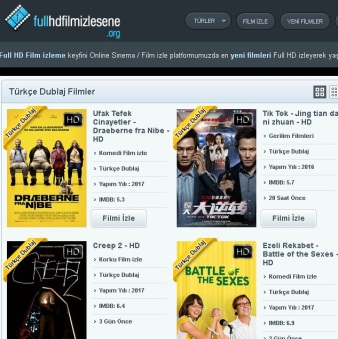 fullhdfilmizlesene
.org
TÜRLER
FİLM İZLE
YENİ FİLMLER
Full HD Film izleme keyfini Online Sinema / Film izle platformumuzda en yeni filmleri Full HD izleyerek
Türkçe Dublaj Filmler
Türkçe Dublaj
HD
DRÆBERNE
FRA NIBE
Ufak Tefek
Cinayetler -
Draeberne fra Nibe -
HD
Komedi Film izle
Türkçe Dublaj
Yapım Yılı : 2017
IMDB: 5.3
Filmi İzle
Türkçe Dublaj
HD
大逆转
TIK TOK
Tik Tok - Jing tian da
ni zhuan - HD
Gerilim Filmleri
Türkçe Dublaj
Yapım Yılı : 2016
IMDB: 5.7
20 Saat Önce
Filmi İzle
Türkçe Dublaj
HD
Creep 2 - HD
Korku Film izle
Türkçe Dublaj
Yapım Yılı : 2017
IMDB: 6.4
3 Gün Önce
Türkçe Dublaj
HD
BATTLE
OF THE
SEXES
Ezeli Rekabet -
Battle of the Sexes -
HD
Komedi Film izle
Türkçe Dublaj
Yapım Yılı : 2017
IMDB: 6.9
3 Gün Önce